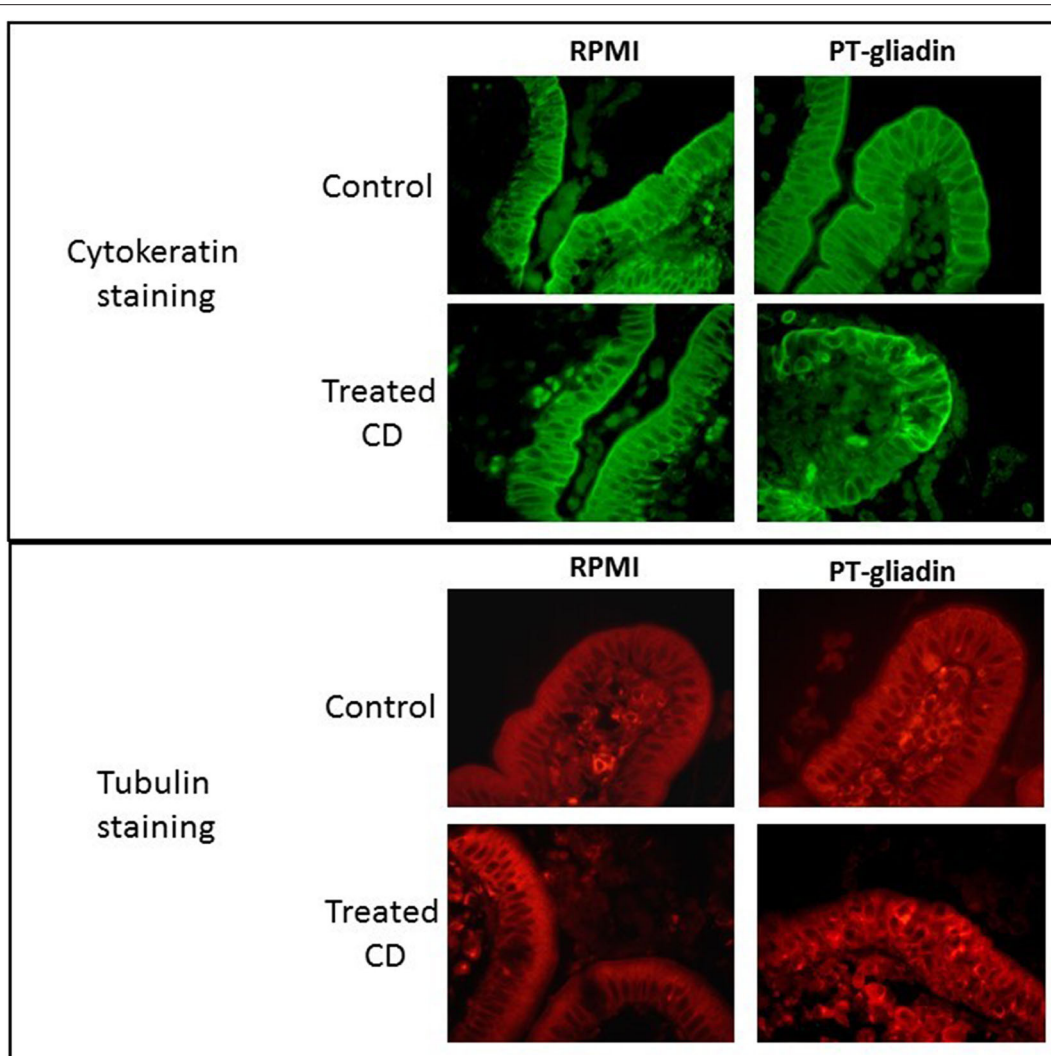 RPMI PT-gliadin
Control
Cytokeratin
staining
Treated
CD
RPMI PT-gliadin
Control
Tubulin
staining
Treated
CD